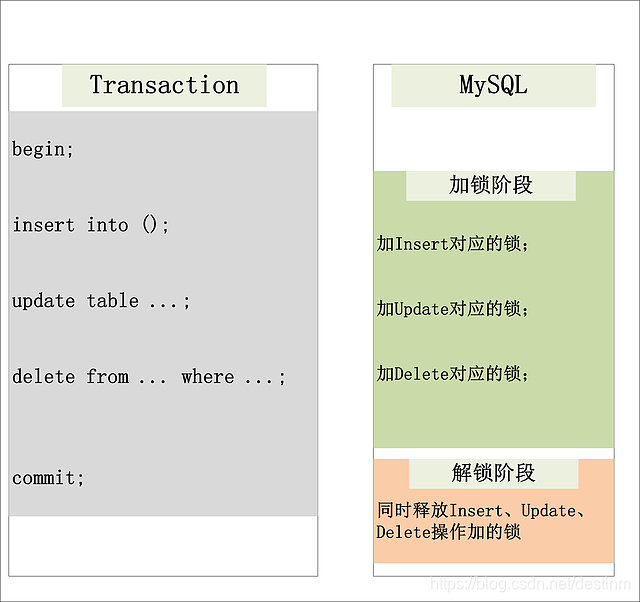 Transaction
begin;
insert into ();
update table ...;
delete from ... where ...;
commit;
MySQL
加锁阶段
加Insert对应的锁;
加Update对应的锁;
加Delete对应的锁;
解锁阶段
同时释放Insert、Update、
Delete操作加的锁
https://blog.csdn.net/destinm